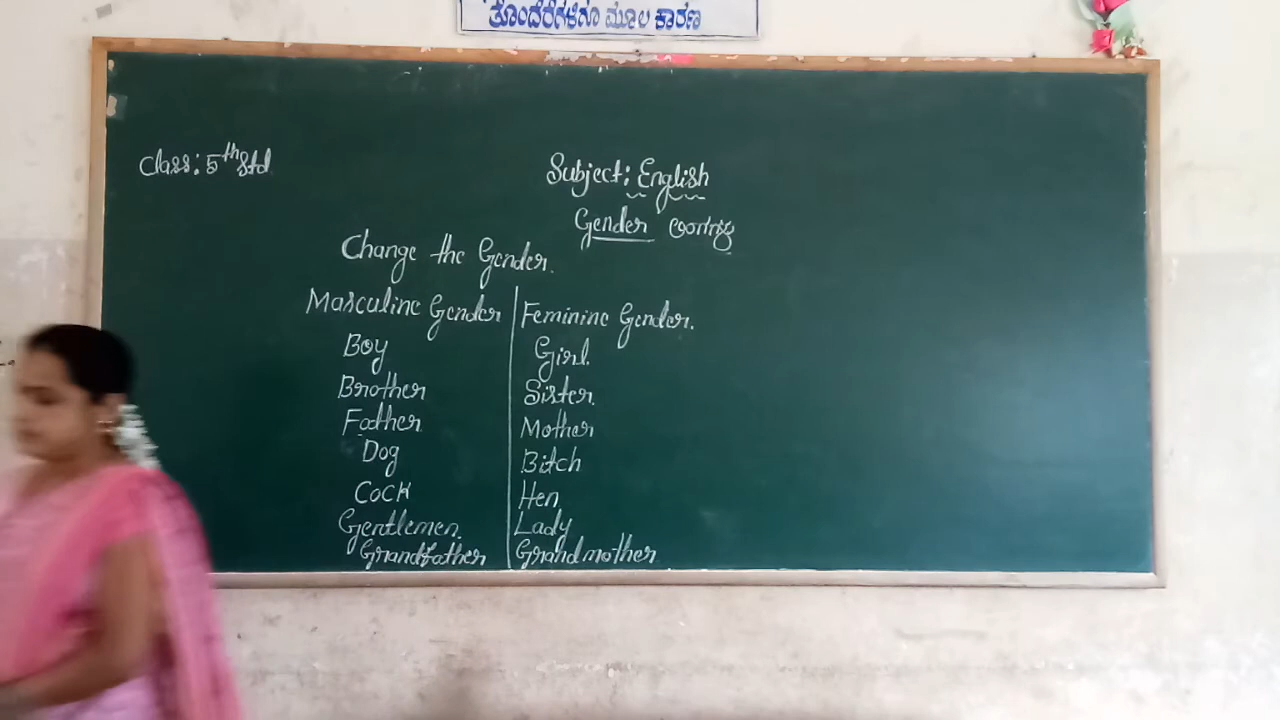 ತೊಂದರೆಗಳಿಗೂ ಮೂಲ ಕಾರಣ
Class: 5th Std
Subject: English
Gender ಲಿಂಗಗಳು
Change the Gender.
Masculine Gender Feminine Gender.
Boy Girl.
Brother Sister.
Father Mother
Dog Bitch
Cock Hen
Gentlemen. Lady
Grandfather Grandmother